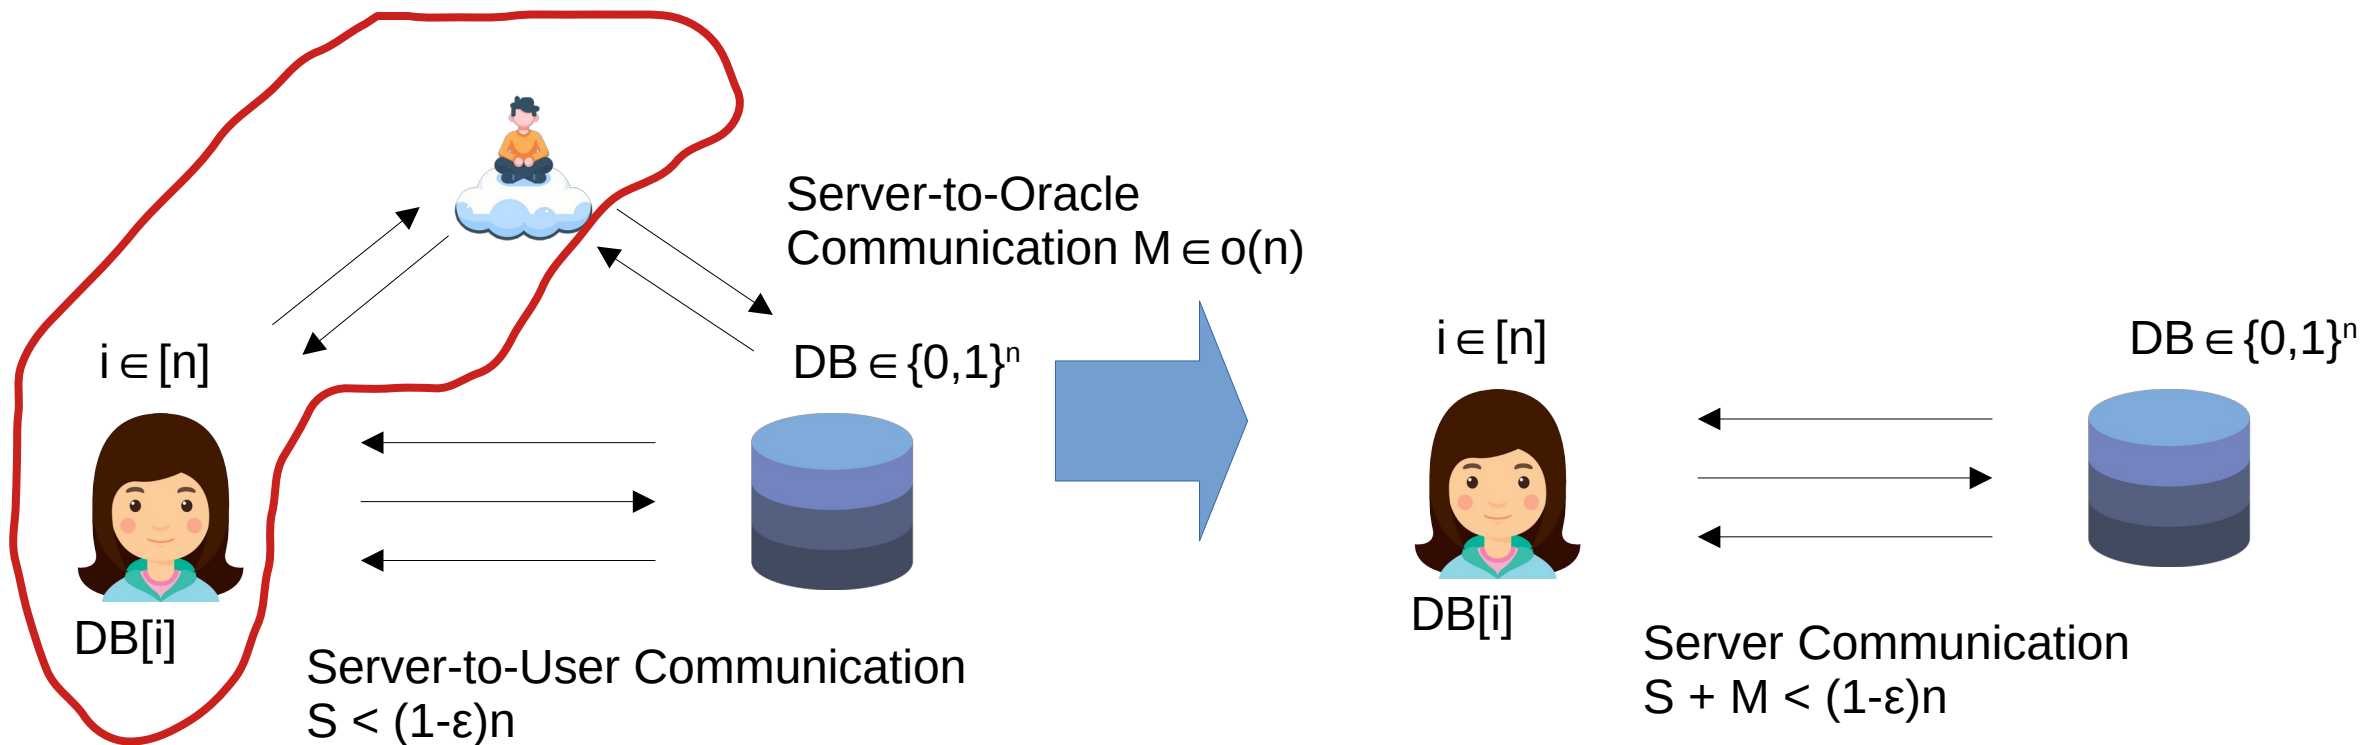 Server-to-Oracle
Communication M ∈ o(n)
i ∈ [n]
DB ∈ {0,1}ⁿ
DB[i]
Server-to-User Communication
S < (1-ε)n
i ∈ [n]
DB ∈ {0,1}ⁿ
DB[i]
Server Communication
S + M < (1-ε)n